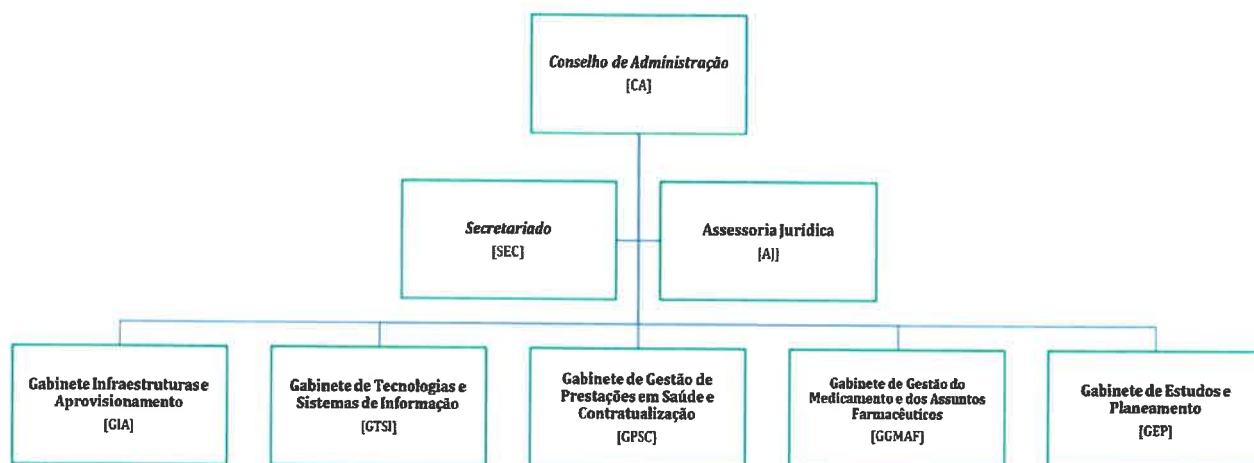 Conselho de Administração
[CA]
Secretariado
[SEC]
Assessoria Jurídica
[AJ]
Gabinete Infraestruturas e
Aprovisionamento
[GIA]
Gabinete de Tecnologias e
Sistemas de Informação
[GTSI]
Gabinete de Gestão de
Prestações em Saúde e
Contratualização
[GPSC]
Gabinete de Gestão do
Medicamento e dos Assuntos
Farmacêuticos
[GGMAF]
Gabinete de Estudos e
Planeamento
[GEP]